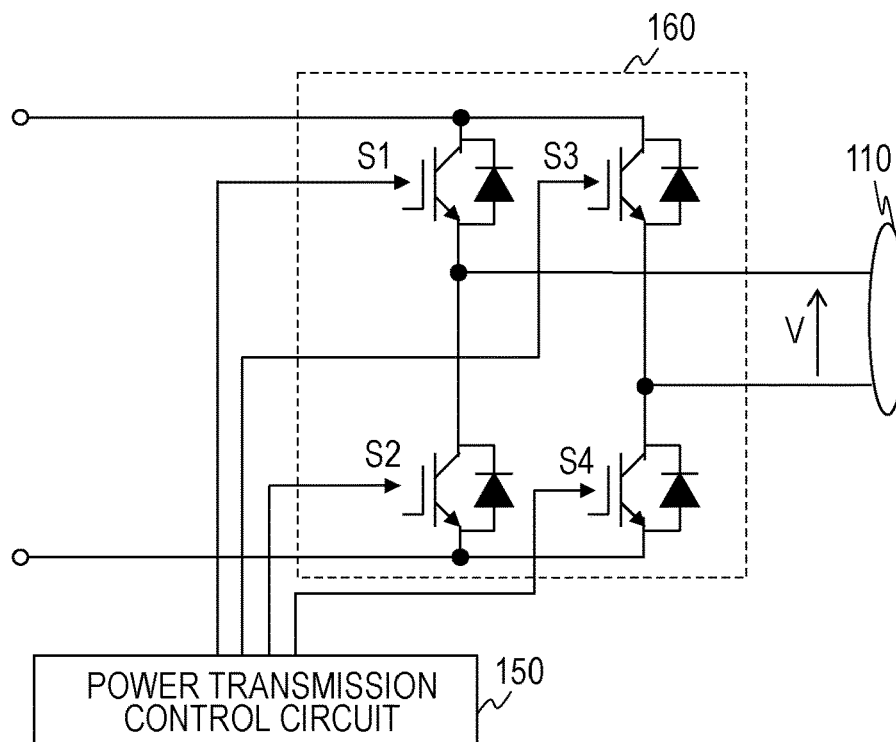 160
S1
S3
110
V
S2
S4
POWER TRANSMISSION
CONTROL CIRCUIT
150